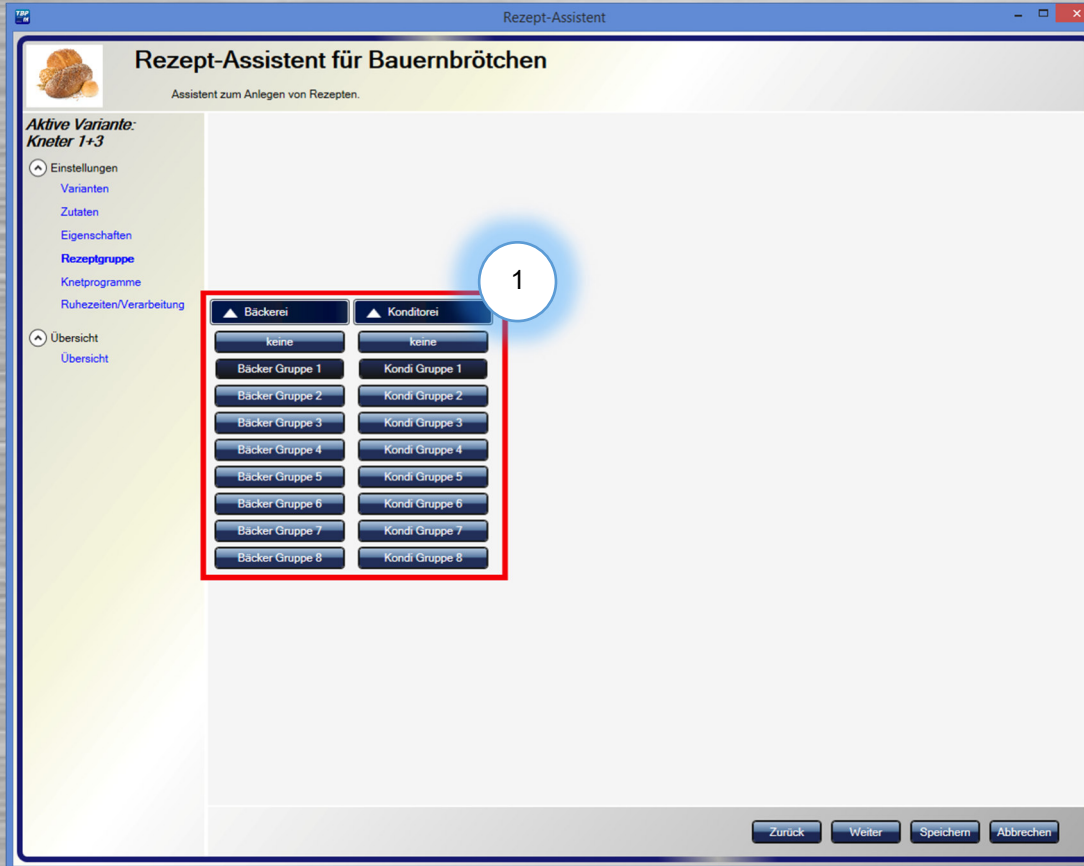 Rezept-Assistent
Rezept-Assistent für Bauernbrötchen
Assistent zum Anlegen von Rezepten.
Aktive Variante:
Kneter 1+3
Einstellungen
Varianten
Zutaten
Eigenschaften
Rezeptgruppe
Knetprogramme
Ruhezeiten/Verarbeitung
Übersicht
Übersicht
1
Bäckerei Konditorei
keine keine
Bäcker Gruppe 1 Kondi Gruppe 1
Bäcker Gruppe 2 Kondi Gruppe 2
Bäcker Gruppe 3 Kondi Gruppe 3
Bäcker Gruppe 4 Kondi Gruppe 4
Bäcker Gruppe 5 Kondi Gruppe 5
Bäcker Gruppe 6 Kondi Gruppe 6
Bäcker Gruppe 7 Kondi Gruppe 7
Bäcker Gruppe 8 Kondi Gruppe 8
Zurück Weiter Speichern Abbrechen